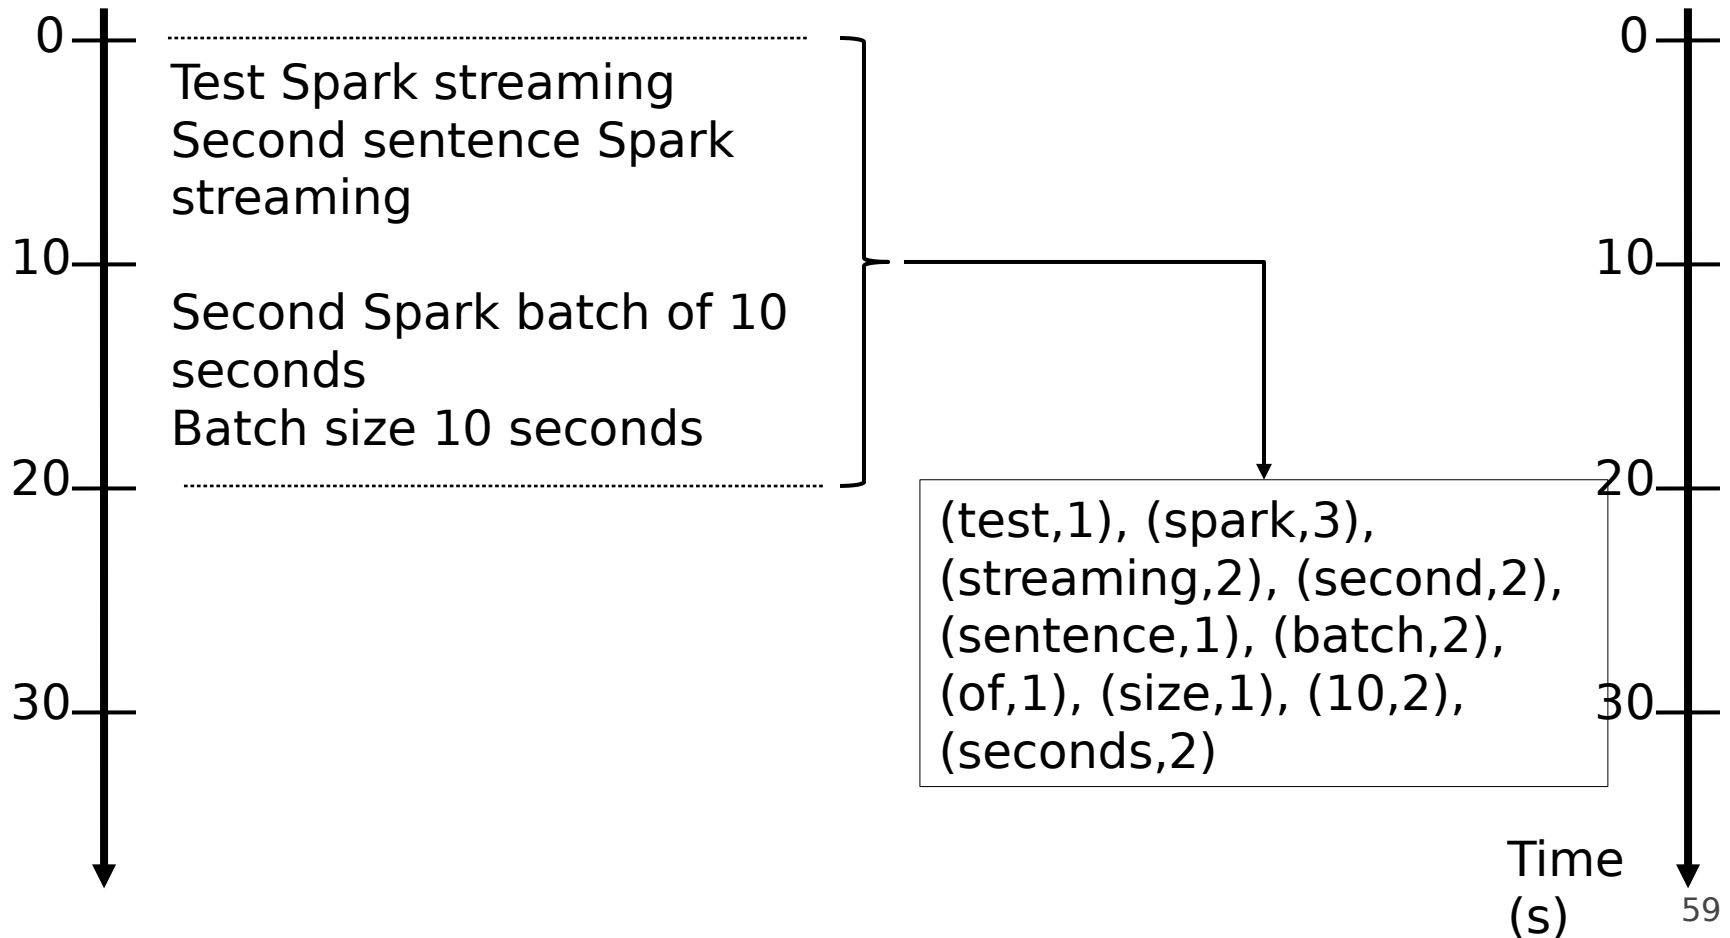 0
Test Spark streaming
Second sentence Spark
streaming
10
Second Spark batch of 10
seconds
Batch size 10 seconds
20
30
0
10
20
30
(test,1), (spark,3),
(streaming,2), (second,2),
(sentence,1), (batch,2),
(of,1), (size,1), (10,2),
(seconds,2)
Time
(s)
59